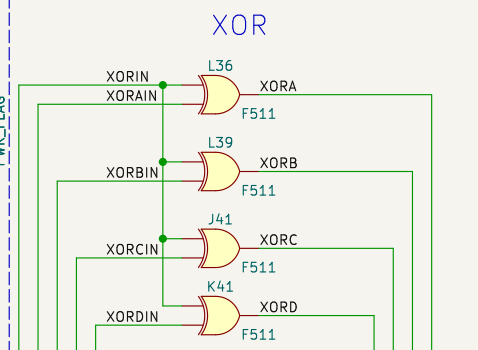 XOR
L36
XORIN
XORA
XORAIN
F511
L39
XORB
XORBIN
F511
J41
XORC
XORCIN
F511
K41
XORD
XORDIN
F511